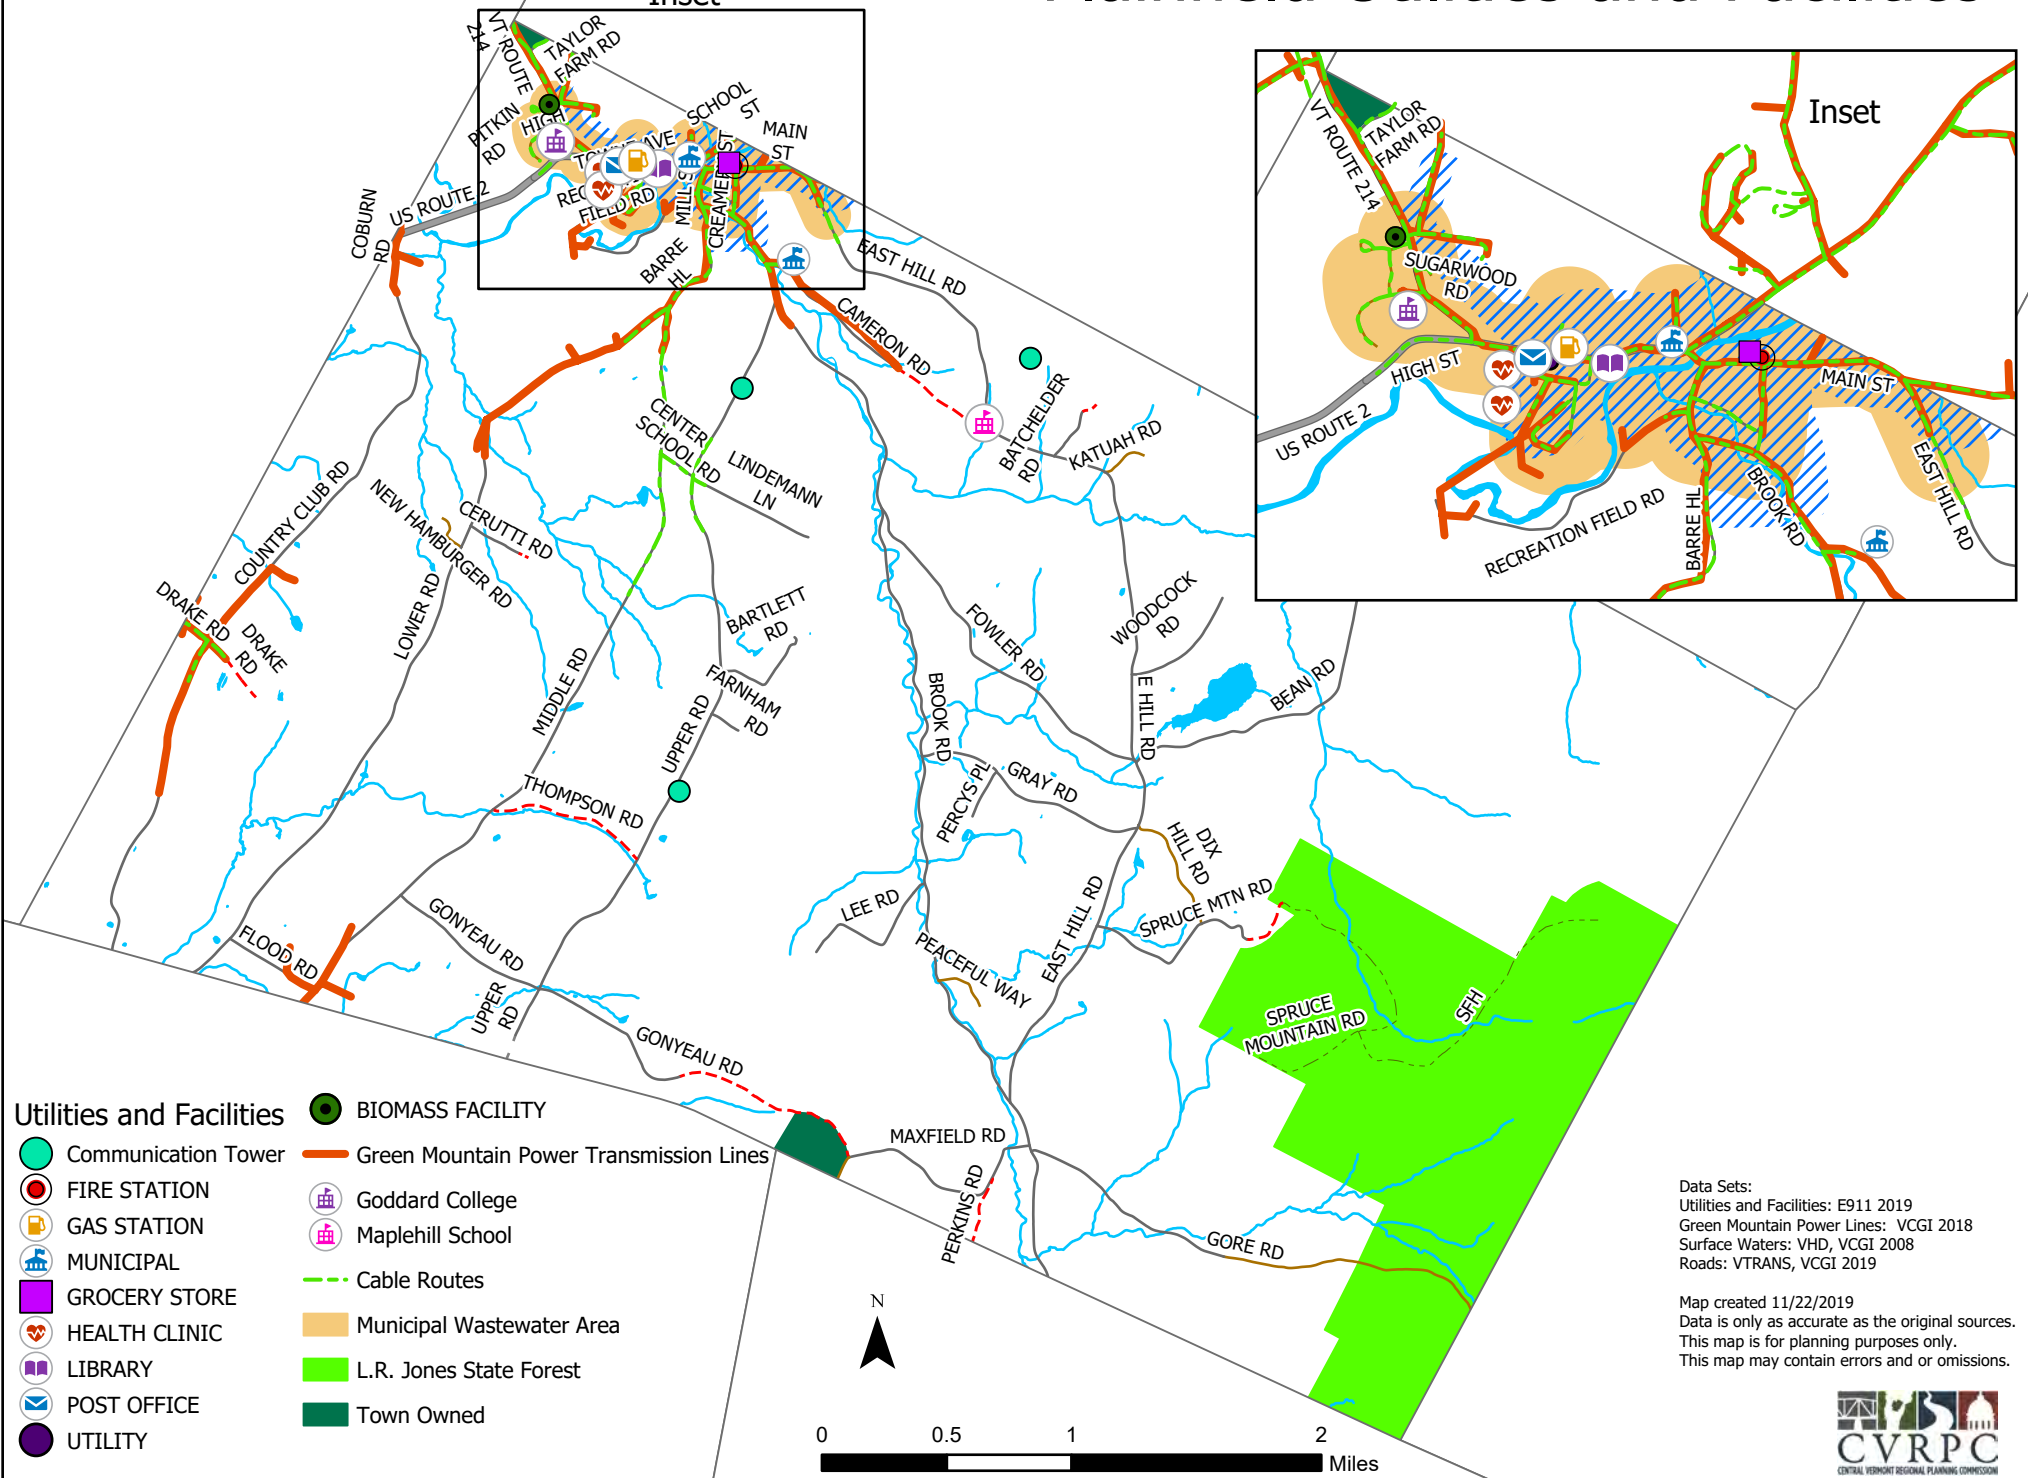 Inset
Plainfield Utilities and Facilities
VT ROUTE
214
TAYLOR
FARM RD
PITKIN
RD
HIGH
SCHOOL
ST
MAIN
ST
TOWNE AVE
MILL S
CREAMERY ST
REC
FIELD RD
US ROUTE 2
COBURN
RD
BARRE
HL
EAST HILL RD
CAMERON RD
CENTER
SCHOOL RD
LINDEMANN
LN
BATCHELDER
RD
KATUAH RD
COUNTRY CLUB RD
NEW HAMBURGER RD
CERUTTI RD
DRAKE RD
DRAKE
RD
LOWER RD
MIDDLE RD
BARTLETT
RD
FARNHAM
RD
UPPER RD
FOWLER RD
WOODCOCK
RD
BROOK RD
E HILL RD
BEAN RD
THOMPSON RD
PERCYS PL
GRAY RD
DIX
HILL RD
LEE RD
SPRUCE MTN RD
EAST HILL RD
PEACEFUL WAY
FLOOD RD
GONYEAU RD
UPPER
RD
GONYEAU RD
SPRUCE
MOUNTAIN RD
SFH
MAXFIELD RD
PERKINS RD
GORE RD
Inset
VT ROUTE 214
TAYLOR
FARM RD
SUGARWOOD
RD
HIGH ST
US ROUTE 2
MAIN ST
RECREATION FIELD RD
BARRE HL
BROOK RD
EAST HILL RD
Utilities and Facilities
Communication Tower
FIRE STATION
GAS STATION
MUNICIPAL
GROCERY STORE
HEALTH CLINIC
LIBRARY
POST OFFICE
UTILITY
BIOMASS FACILITY
Green Mountain Power Transmission Lines
Goddard College
Maplehill School
Cable Routes
Municipal Wastewater Area
L.R. Jones State Forest
Town Owned
N
0 0.5 1 2
Miles
Data Sets:
Utilities and Facilities: E911 2019
Green Mountain Power Lines: VCGI 2018
Surface Waters: VHD, VCGI 2008
Roads: VTRANS, VCGI 2019
Map created 11/22/2019
Data is only as accurate as the original sources.
This map is for planning purposes only.
This map may contain errors and or omissions.
CVRPC
CENTRAL VERMONT REGIONAL PLANNING COMMISSION